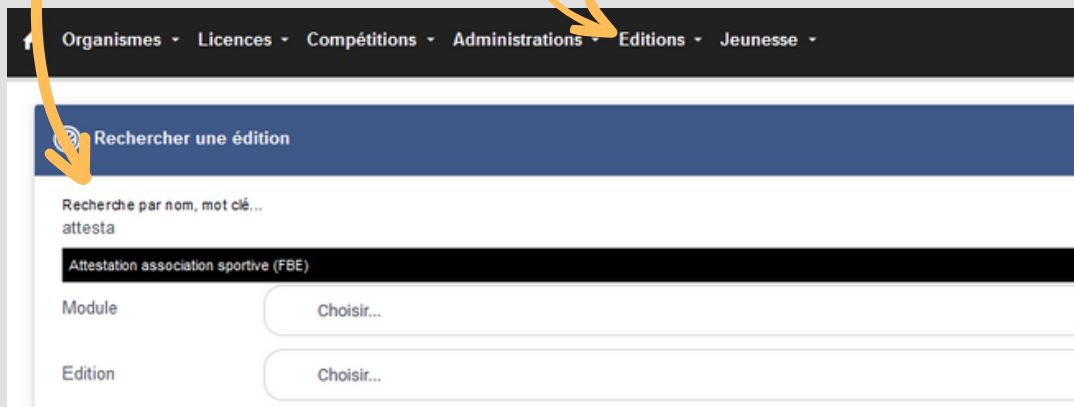 Organismes - Licences - Compétitions - Administrations - Editions - Jeunesse -
Rechercher une édition
Recherche par nom, mot clé...
attesta
Attestation association sportive (FBE)
Module Choisir...
Edition Choisir...